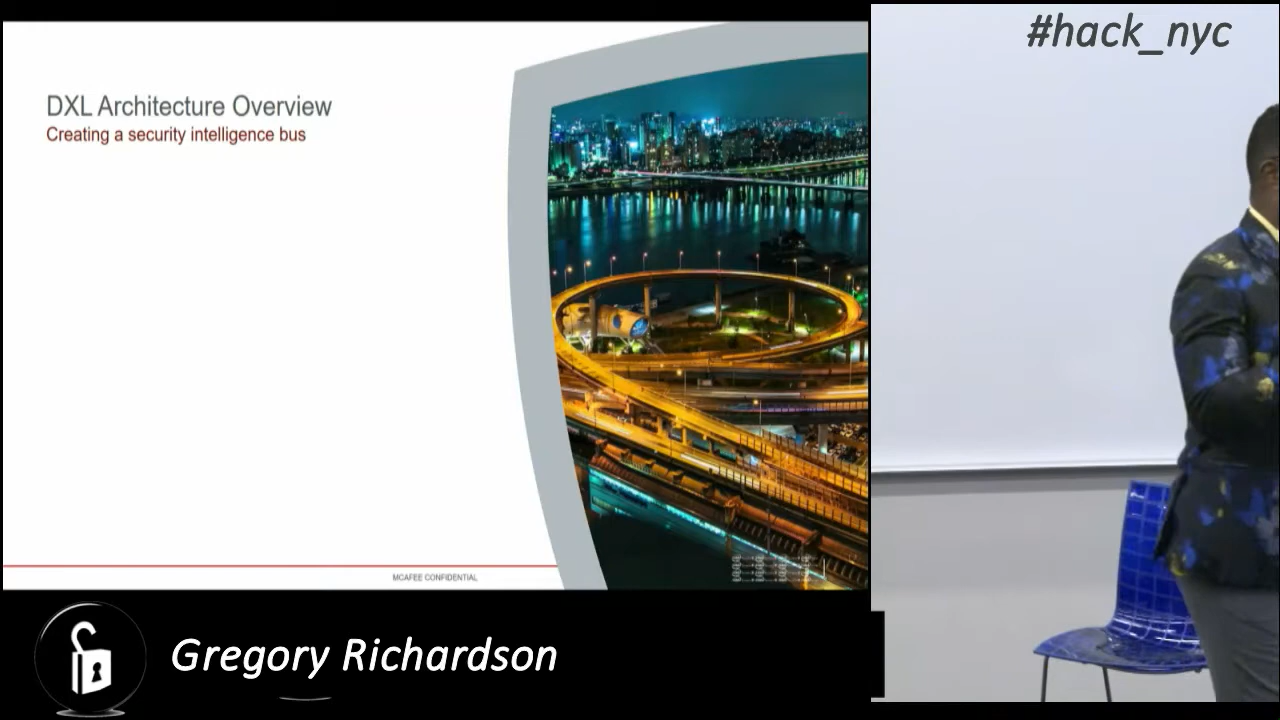 #hack_nyc
DXL Architecture Overview
Creating a security intelligence bus
MCAFEE CONFIDENTIAL
Gregory Richardson